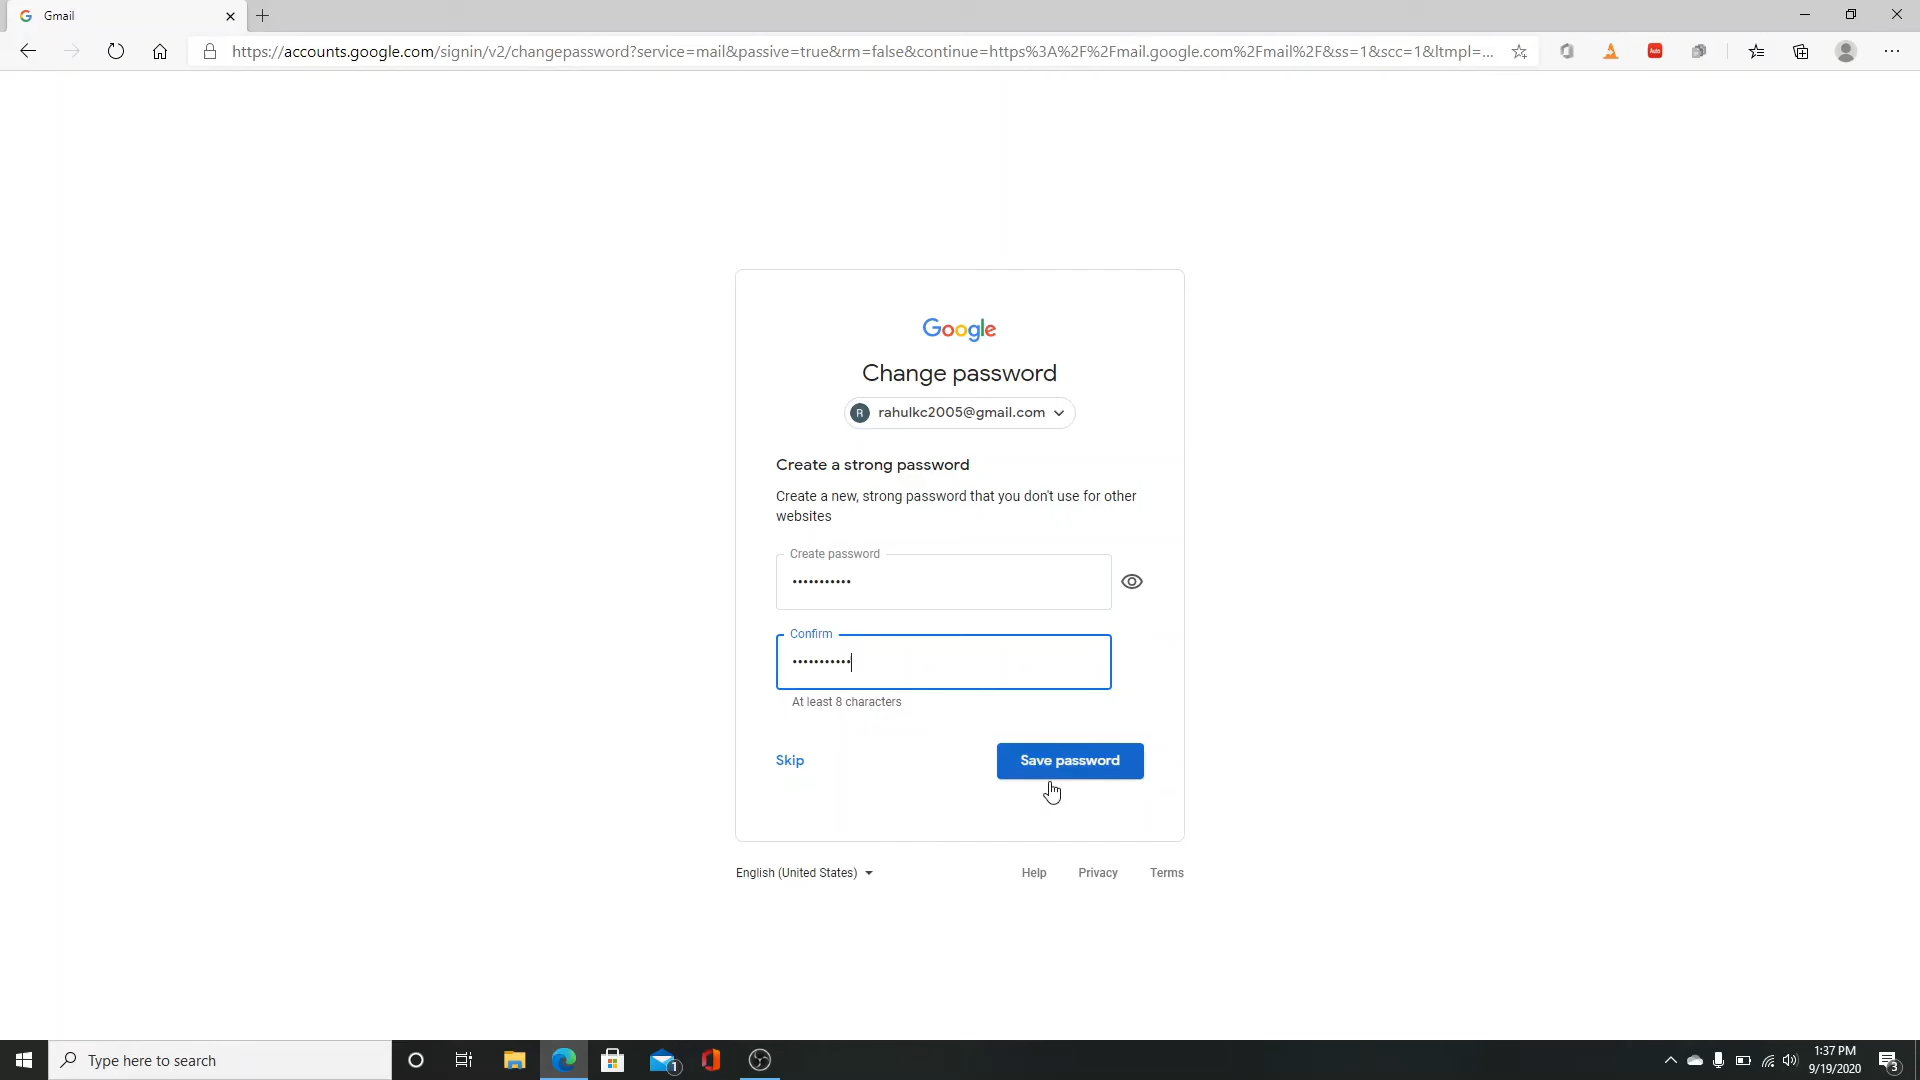 Gmail
https://accounts.google.com/signin/v2/changepassword?service=mail&passive=true&rm=false&continue=https%3A%2F%2Fmail.google.com%2Fmail%2F&ss=1&scc=1&ltmpl=...
Google
Change password
R rahulkc2005@gmail.com
Create a strong password
Create a new, strong password that you don't use for other
websites
Create password
•••••••••••
Confirm
•••••••••••
At least 8 characters
Skip
Save password
English (United States)
Help
Privacy
Terms
Type here to search
1
1:37 PM
9/19/2020
3